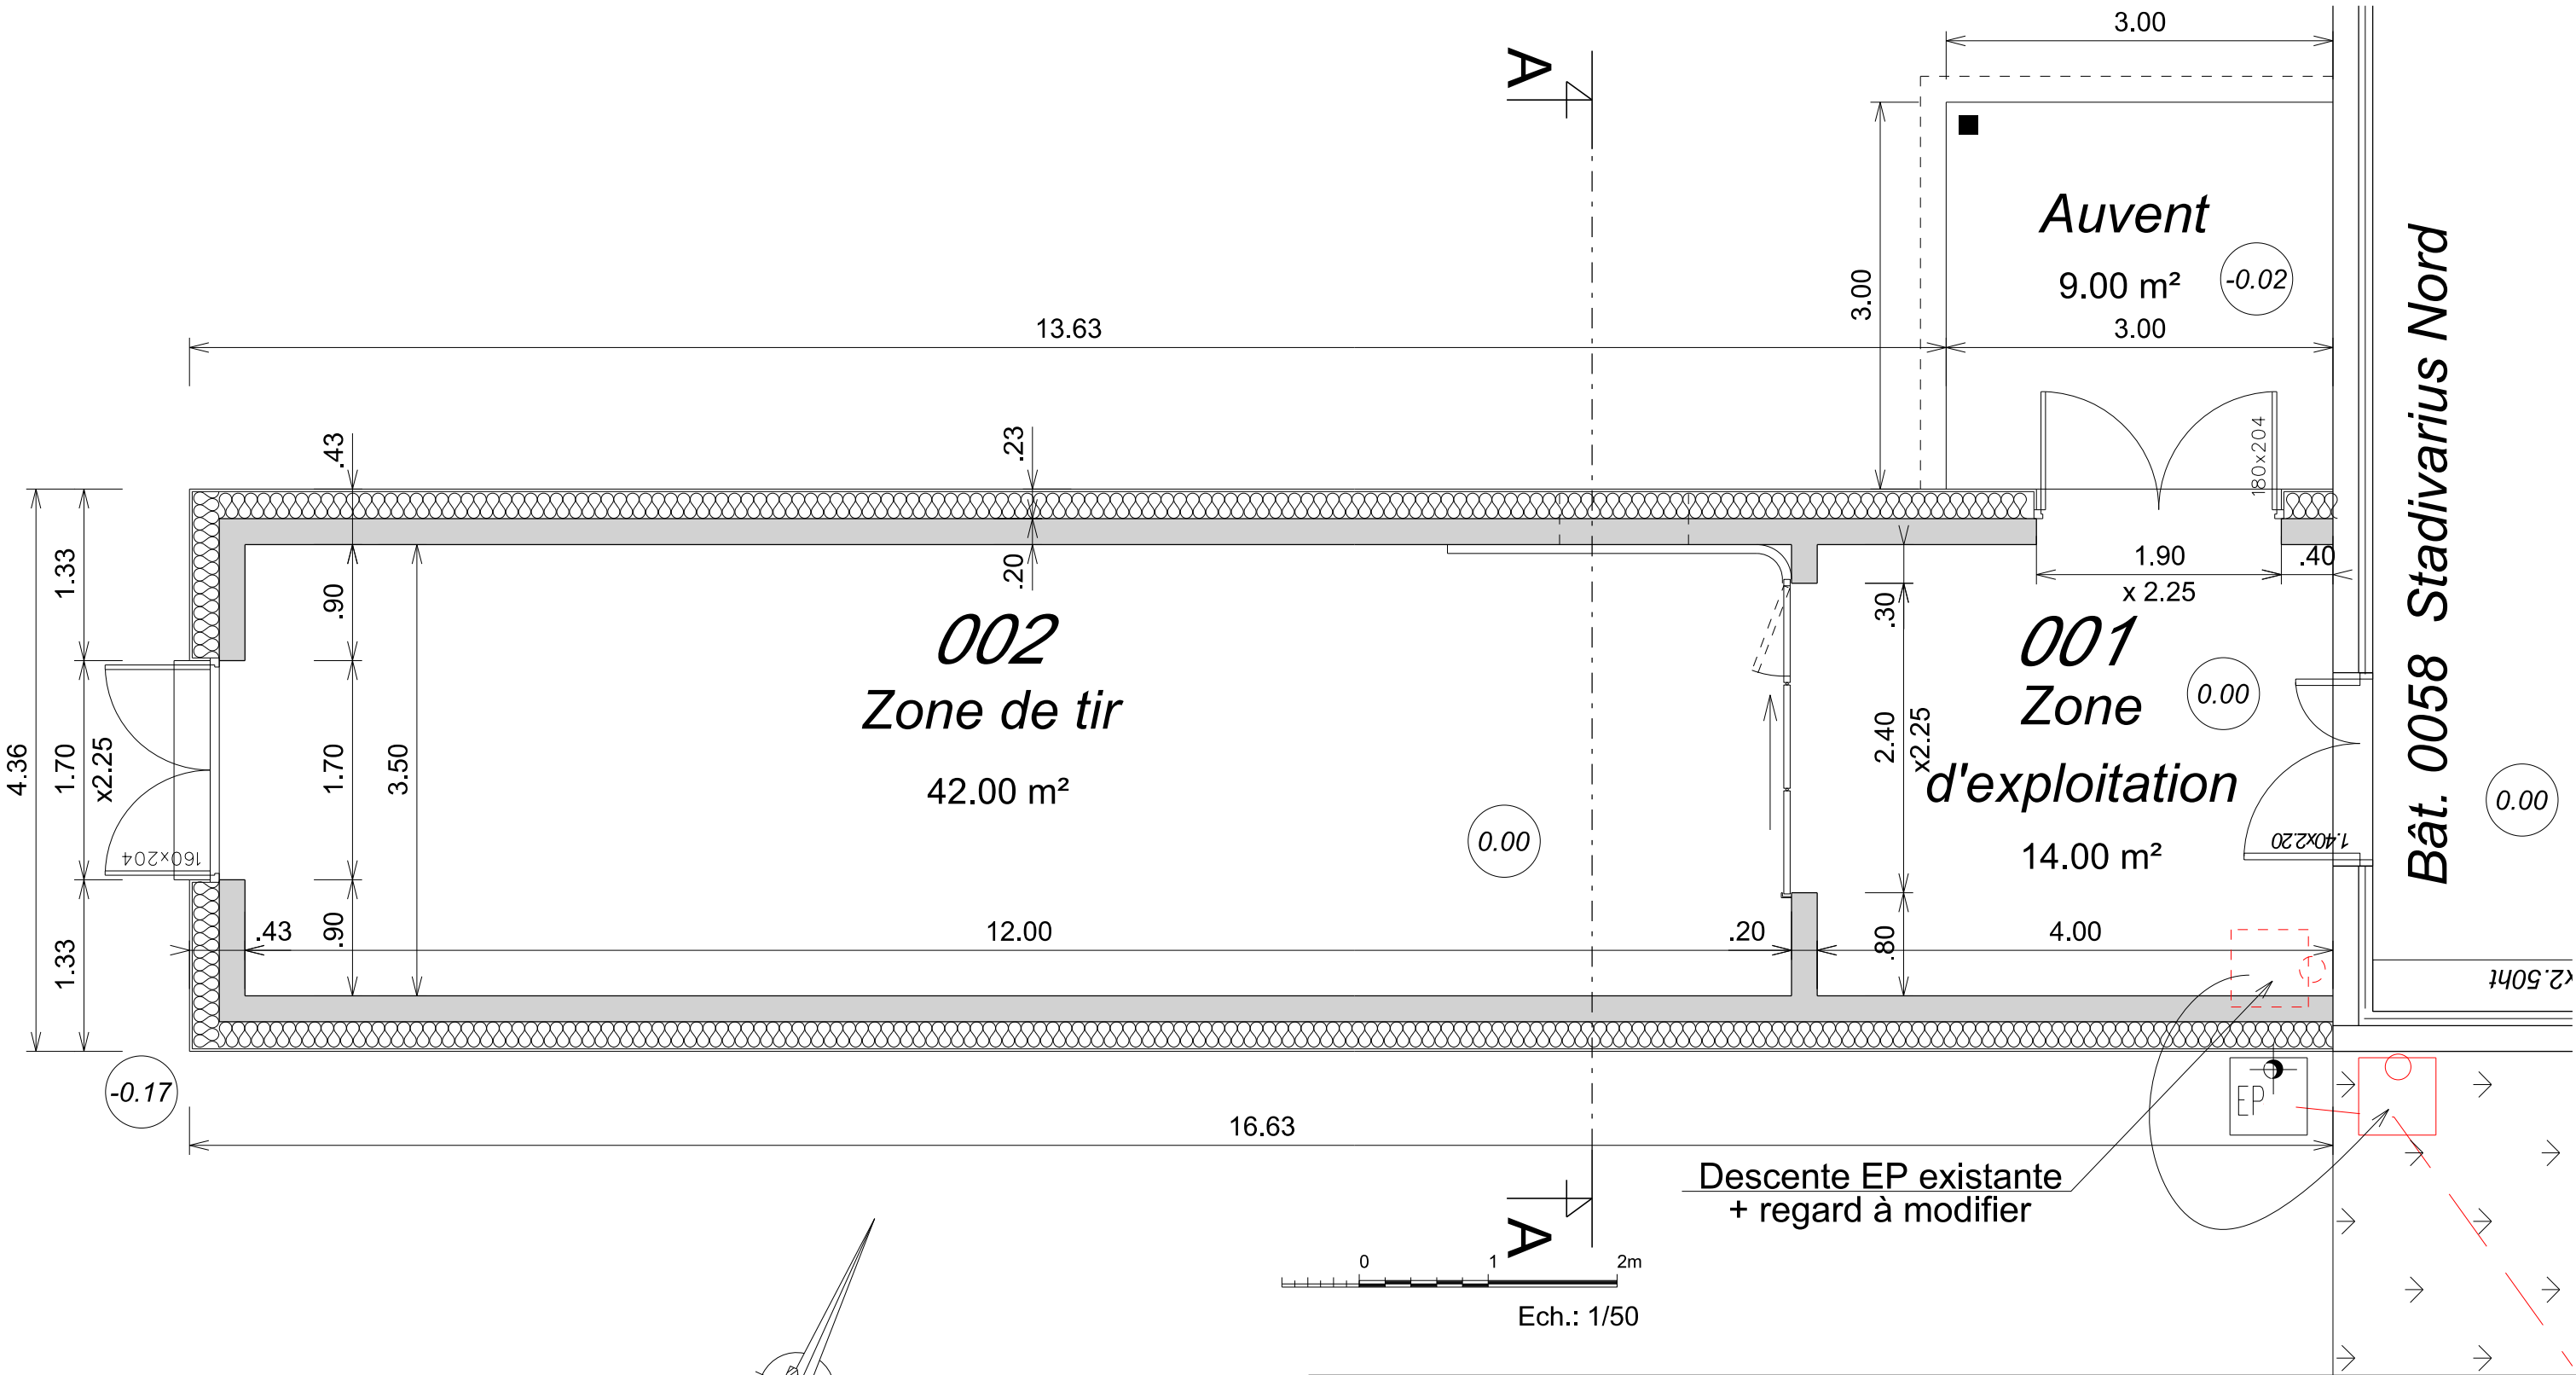 3.00
A
Auvent
9.00 m²
-0.02
3.00
3.00
13.63
Bât. 0058 Stadivarius Nord
.43
.23
180x204
4.36
1.33
.90
.20
1.90
x 2.25
.40
002
Zone de tir
42.00 m²
.30
001
Zone
d'exploitation
14.00 m²
0.00
1.70
x2.25
1.70
3.50
2.40
x2.25
0.00
0.00
160x204
1.40x2.20
1.33
.43
.90
12.00
.20
.80
4.00
x2.50ht
-0.17
EP
16.63
Descente EP existante
+ regard à modifier
A
0 1 2m
Ech.: 1/50